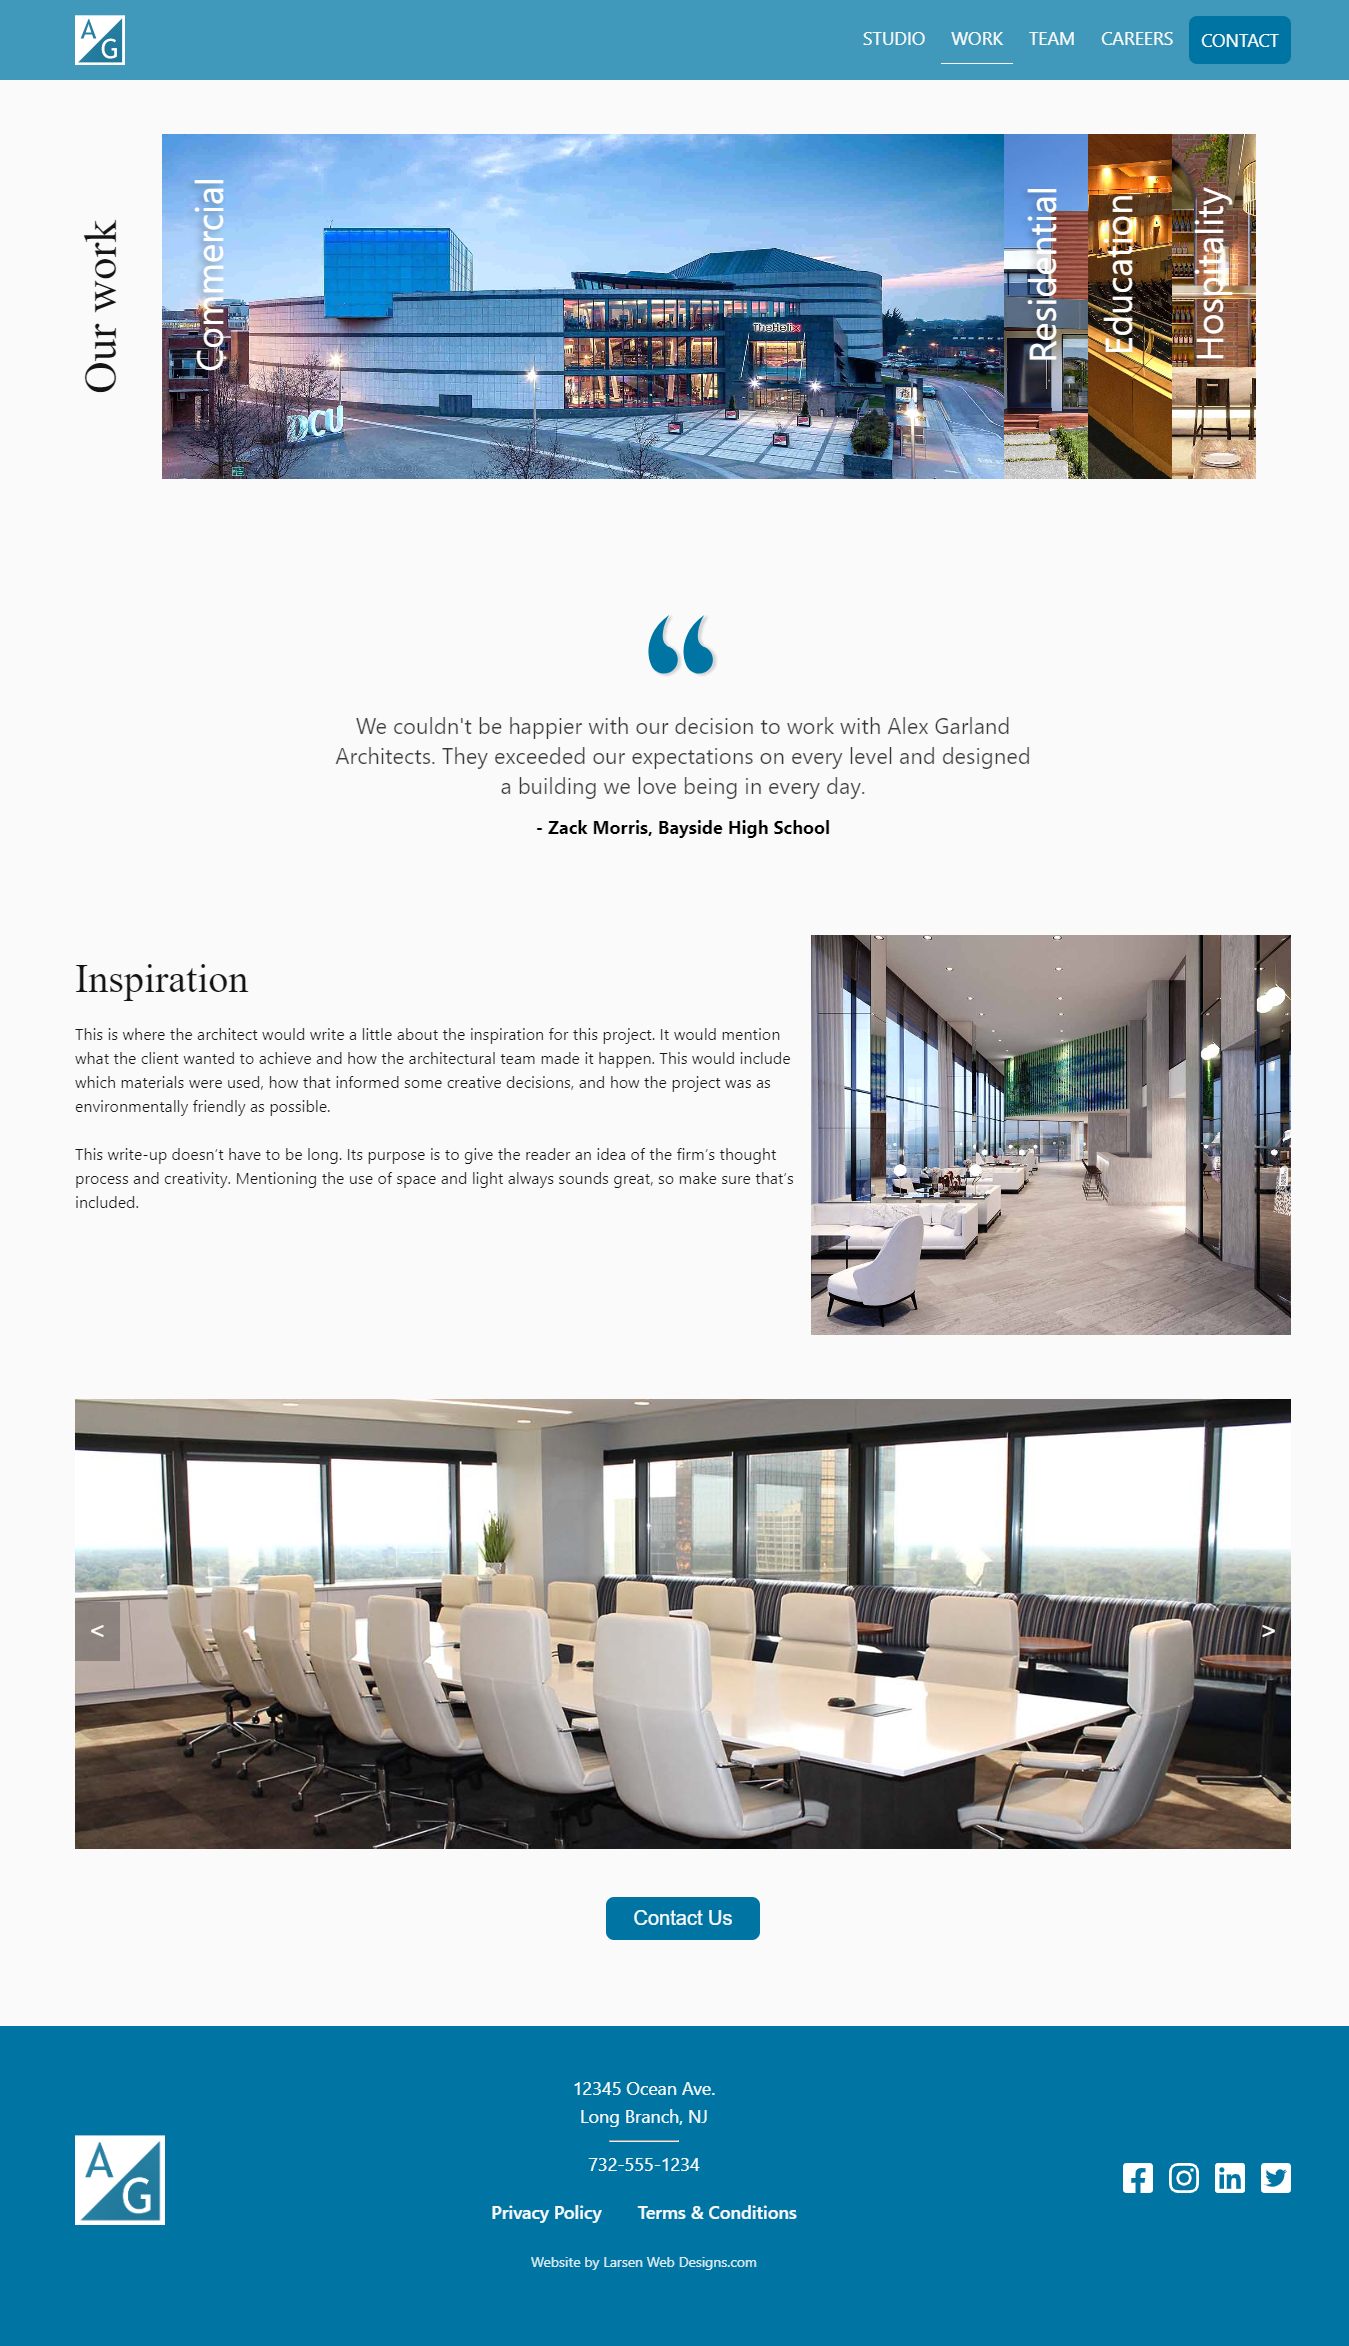 A
G
STUDIO
WORK
TEAM
CAREERS
CONTACT
Our work
Commercial
TheHelix
DCU
Residential
Education
Hospitality
“
We couldn't be happier with our decision to work with Alex Garland
Architects. They exceeded our expectations on every level and designed
a building we love being in every day.
- Zack Morris, Bayside High School
Inspiration
This is where the architect would write a little about the inspiration for this project. It would mention
what the client wanted to achieve and how the architectural team made it happen. This would include
which materials were used, how that informed some creative decisions, and how the project was as
environmentally friendly as possible.
This write-up doesn’t have to be long. Its purpose is to give the reader an idea of the firm’s thought
process and creativity. Mentioning the use of space and light always sounds great, so make sure that’s
included.
<
>
Contact Us
12345 Ocean Ave.
Long Branch, NJ
732-555-1234
A
G
Privacy Policy
Terms & Conditions
Website by Larsen Web Designs.com